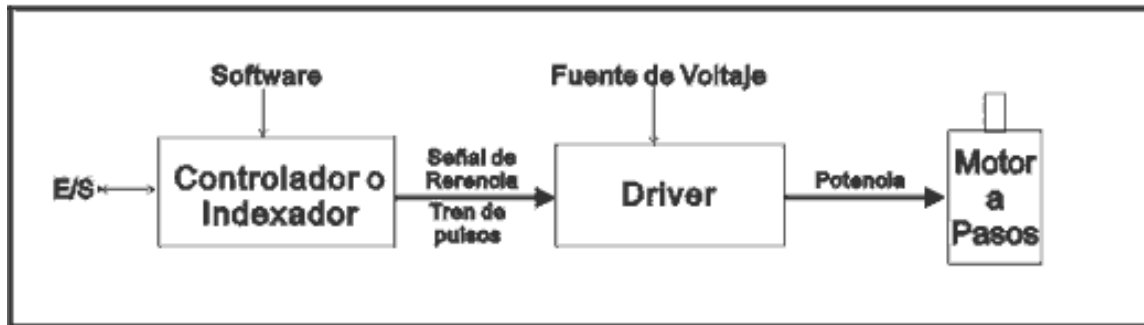 Software
Fuente de Voltaje
E/S
Controlador o
Indexador
Señal de
Rerencia
Tren de
pulsos
Driver
Potencia
Motor
a
Pasos